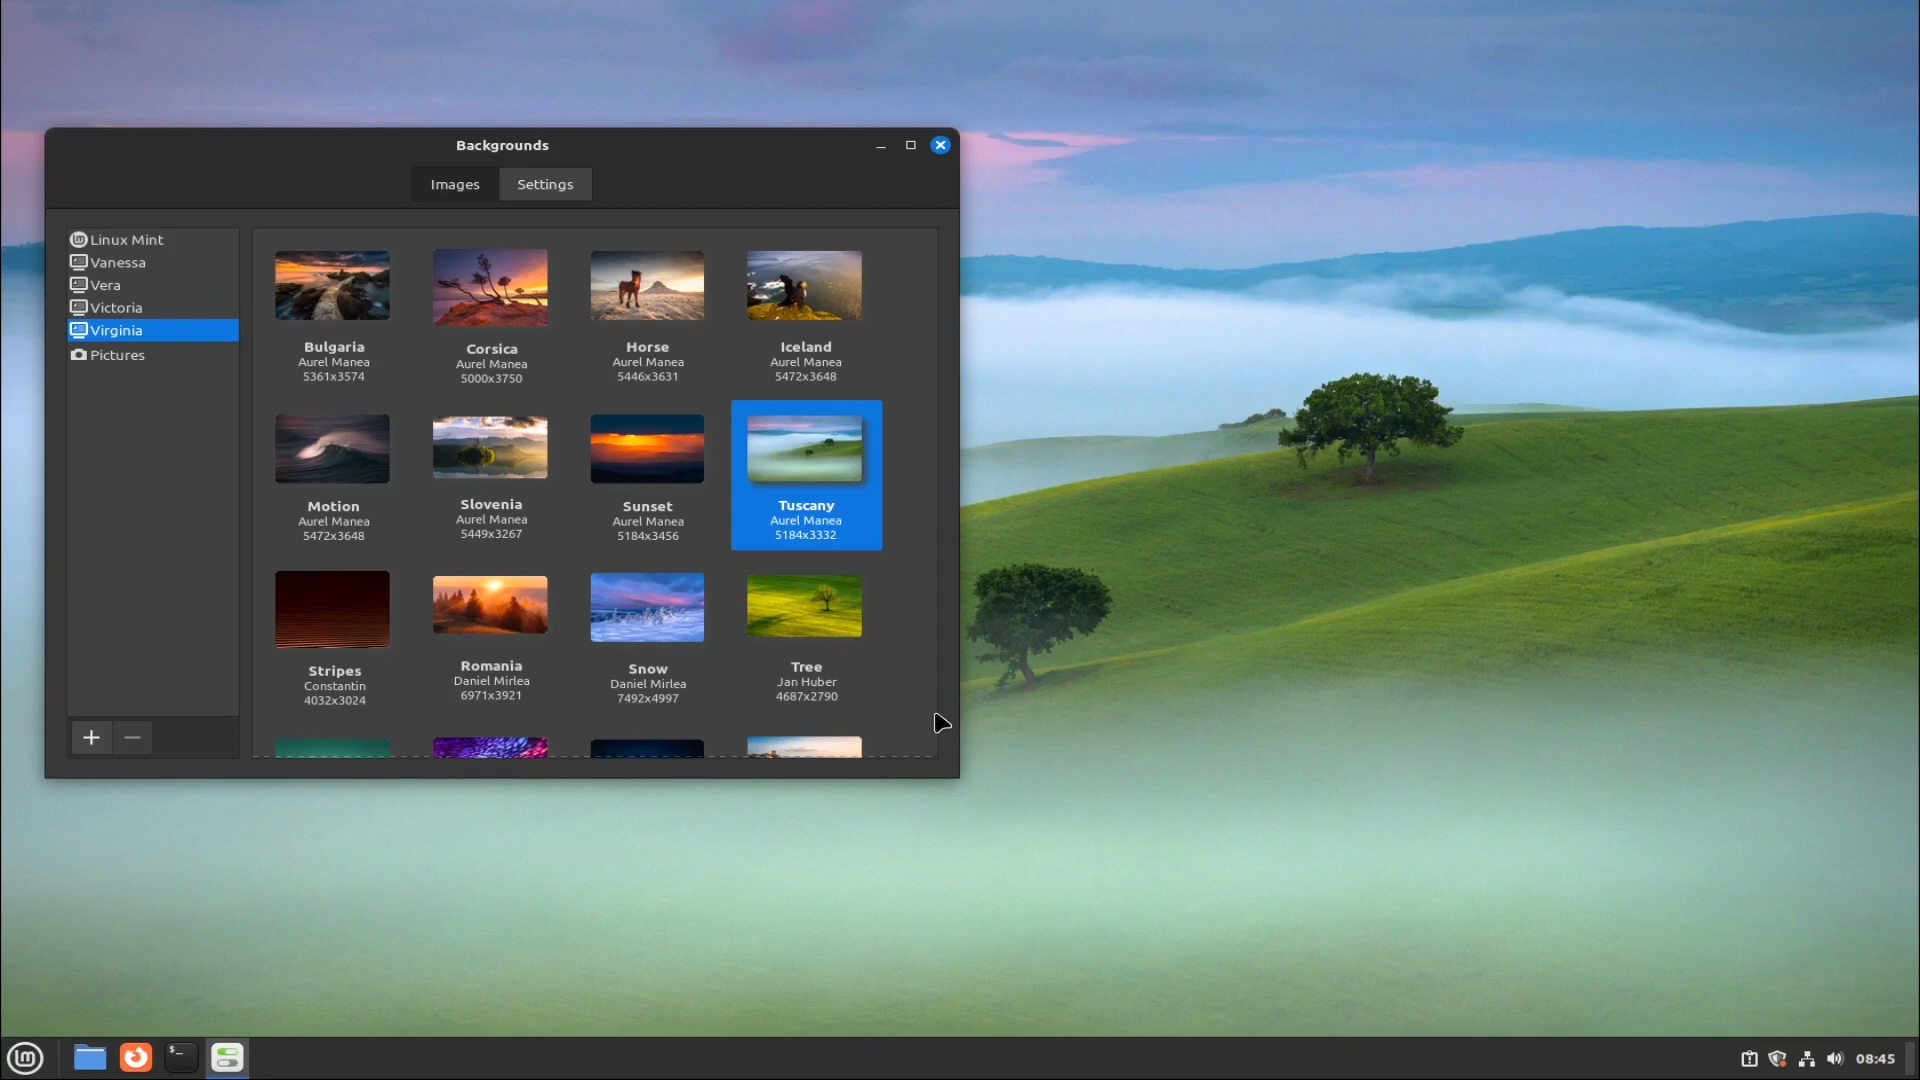 Backgrounds
Images
Settings
Linux Mint
Vanessa
Vera
Victoria
Virginia
Pictures
Bulgaria
Aurel Manea
5361x3574
Corsica
Aurel Manea
5000x3750
Horse
Aurel Manea
5446x3631
Iceland
Aurel Manea
5472x3648
Motion
Aurel Manea
5472x3648
Slovenia
Aurel Manea
5449x3267
Sunset
Aurel Manea
5184x3456
Tuscany
Aurel Manea
5184x3332
Stripes
Constantin
4032x3024
Romania
Daniel Mirlea
6971x3921
Snow
Daniel Mirlea
7492x4997
Tree
Jan Huber
4687x2790
$_
08:45